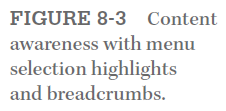 FIGURE 8-3 Content
awareness with menu
selection highlights
and breadcrumbs.